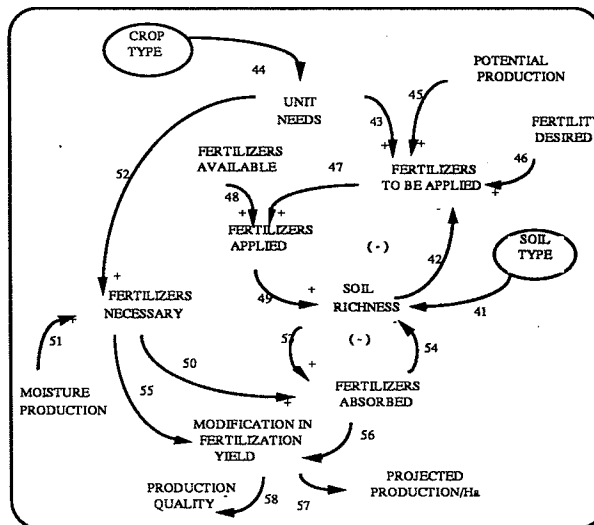 CROP
TYPE
44
UNIT
NEEDS
43
45
POTENTIAL
PRODUCTION
FERTILITY
DESIRED
46
52
FERTILIZERS
AVAILABLE
47
48
+
+
+
+
FERTILIZERS
TO BE APPLIED
+
-
+
+
FERTILIZERS
APPLIED
(-)
42
SOIL
TYPE
49
+
SOIL
RICHNESS
41
+
FERTILIZERS
NECESSARY
+
51
50
55
57
(-)
-
54
+
FERTILIZERS
ABSORBED
MOISTURE
PRODUCTION
+
MODIFICATION IN
FERTILIZATION
YIELD
56
PRODUCTION
QUALITY
-
58
57
PROJECTED
PRODUCTION/Ha